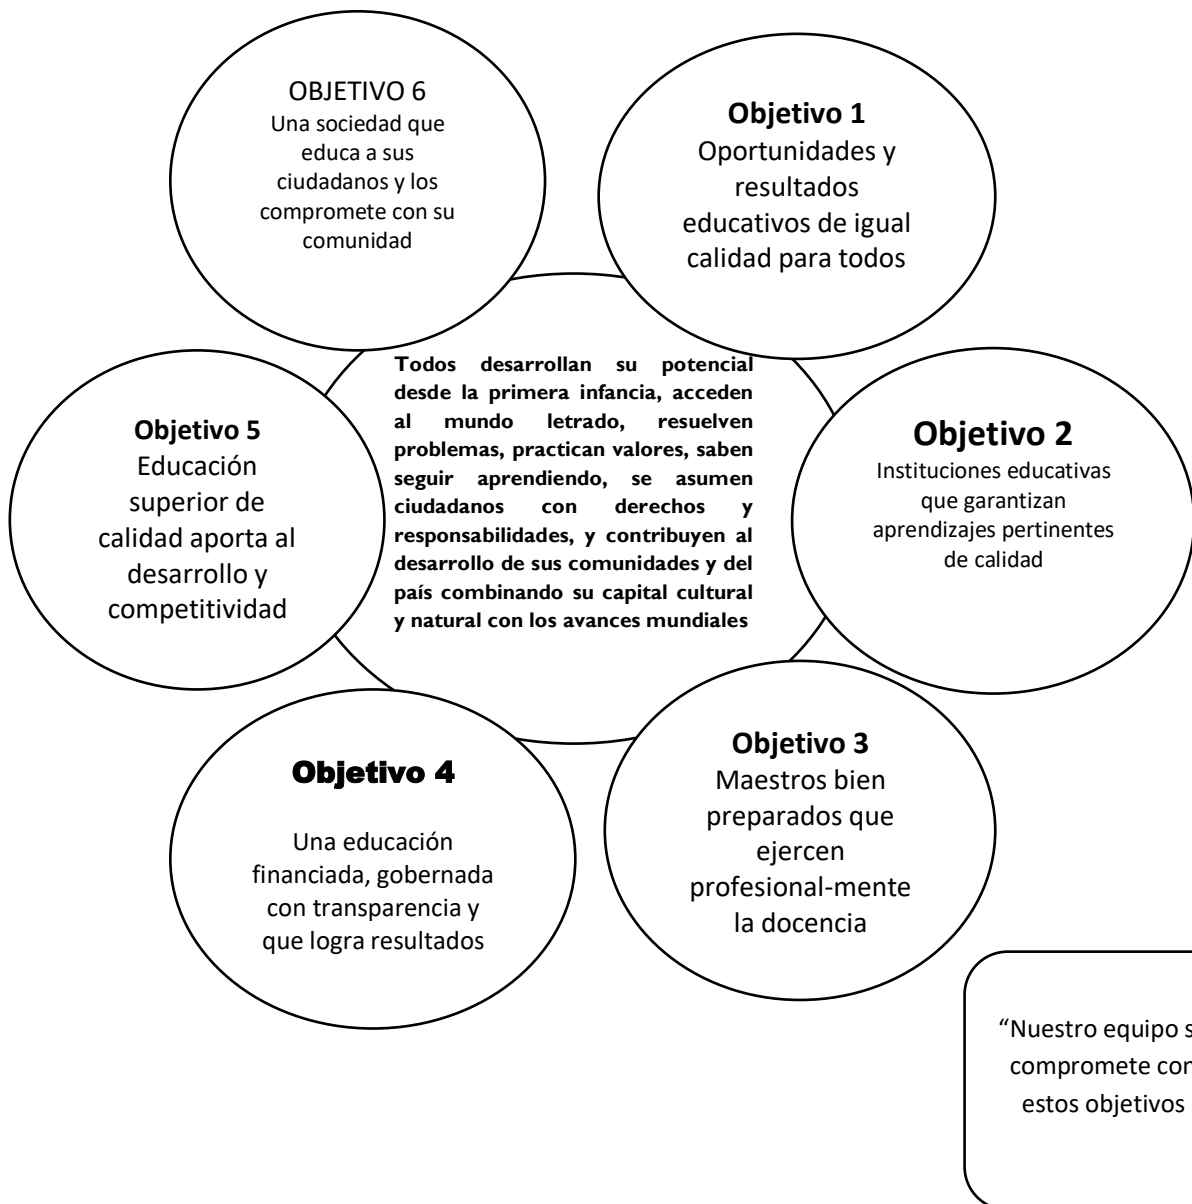 OBJETIVO 6
Una sociedad que
educa a sus
ciudadanos y los
compromete con su
comunidad
Objetivo 1
Oportunidades y
resultados
educativos de igual
calidad para todos
Todos desarrollan su potencial
desde la primera infancia, acceden
al mundo letrado, resuelven
problemas, practican valores, saben
seguir aprendiendo, se asumen
ciudadanos con derechos y
responsabilidades, y contribuyen al
desarrollo de sus comunidades y del
país combinando su capital cultural
y natural con los avances mundiales
Objetivo 5
Educación
superior de
calidad aporta al
desarrollo y
competitividad
Objetivo 2
Instituciones educativas
que garantizan
aprendizajes pertinentes
de calidad
Objetivo 4
Una educación
financiada, gobernada
con transparencia y
que logra resultados
Objetivo 3
Maestros bien
preparados que
ejercen
profesional-mente
la docencia
“Nuestro equipo s
compromete con
estos objetivos